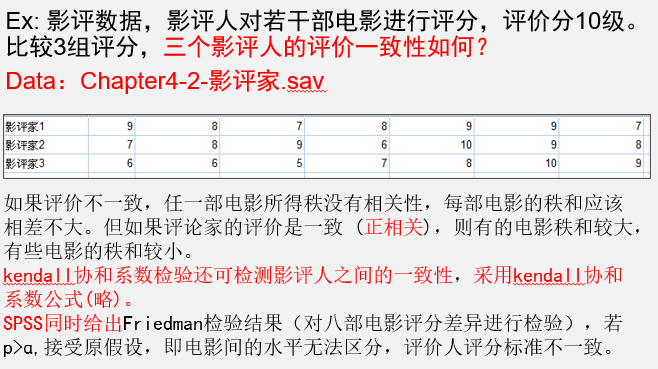 Ex: 影评数据，影评人对若干部电影进行评分，评价分10级。
比较3组评分，三个影评人的评价一致性如何？
Data：Chapter4-2-影评家.sav
影评家1 9 8 7 8 9 9 7
影评家2 7 8 9 6 10 9 8
影评家3 6 6 5 7 8 10 9
如果评价不一致，任一部电影所得秩没有相关性，每部电影的秩和应该
相差不大。但如果评论家的评价是一致 (正相关)，则有的电影秩和较大，
有些电影的秩和较小。
kendall协和系数检验还可检测影评人之间的一致性，采用kendall协和
系数公式(略)。
SPSS同时给出Friedman检验结果（对八部电影评分差异进行检验），若
p>α,接受原假设，即电影间的水平无法区分，评价人评分标准不一致。